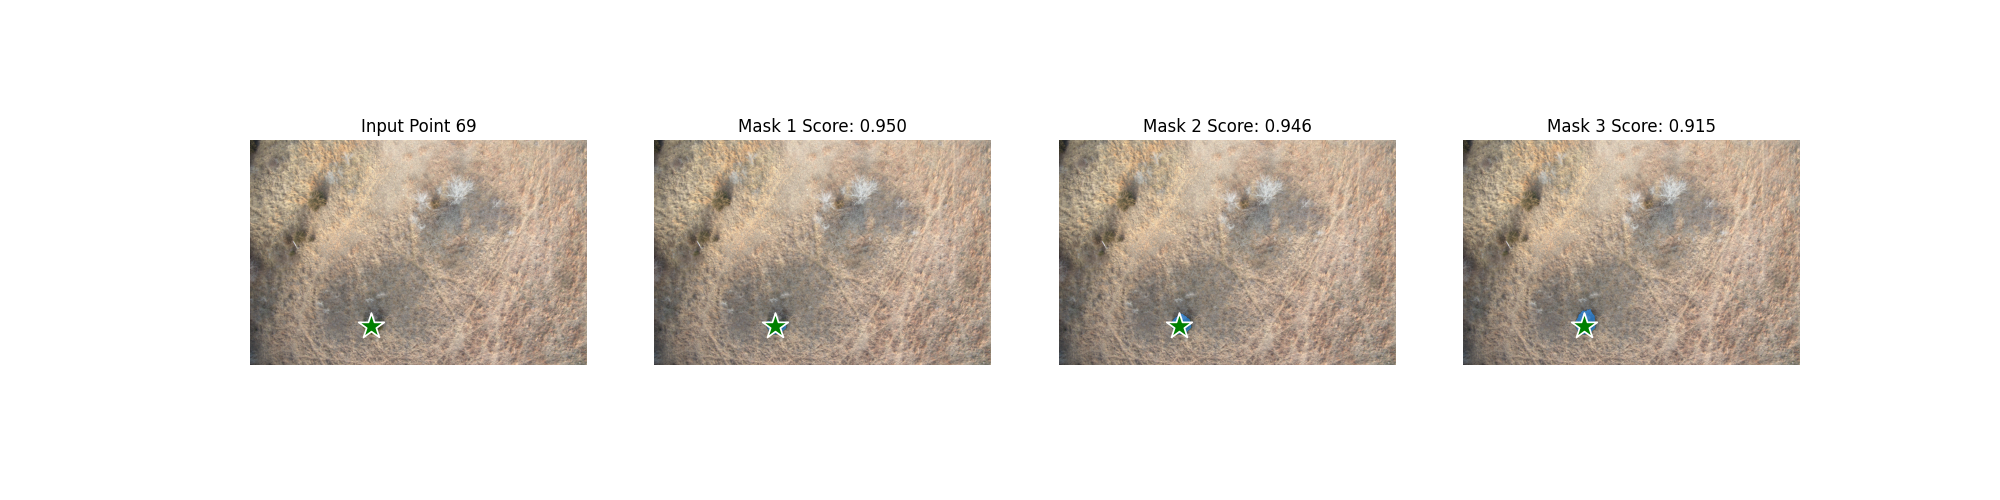 Input Point 69
Mask 1 Score: 0.950
Mask 2 Score: 0.946
Mask 3 Score: 0.915